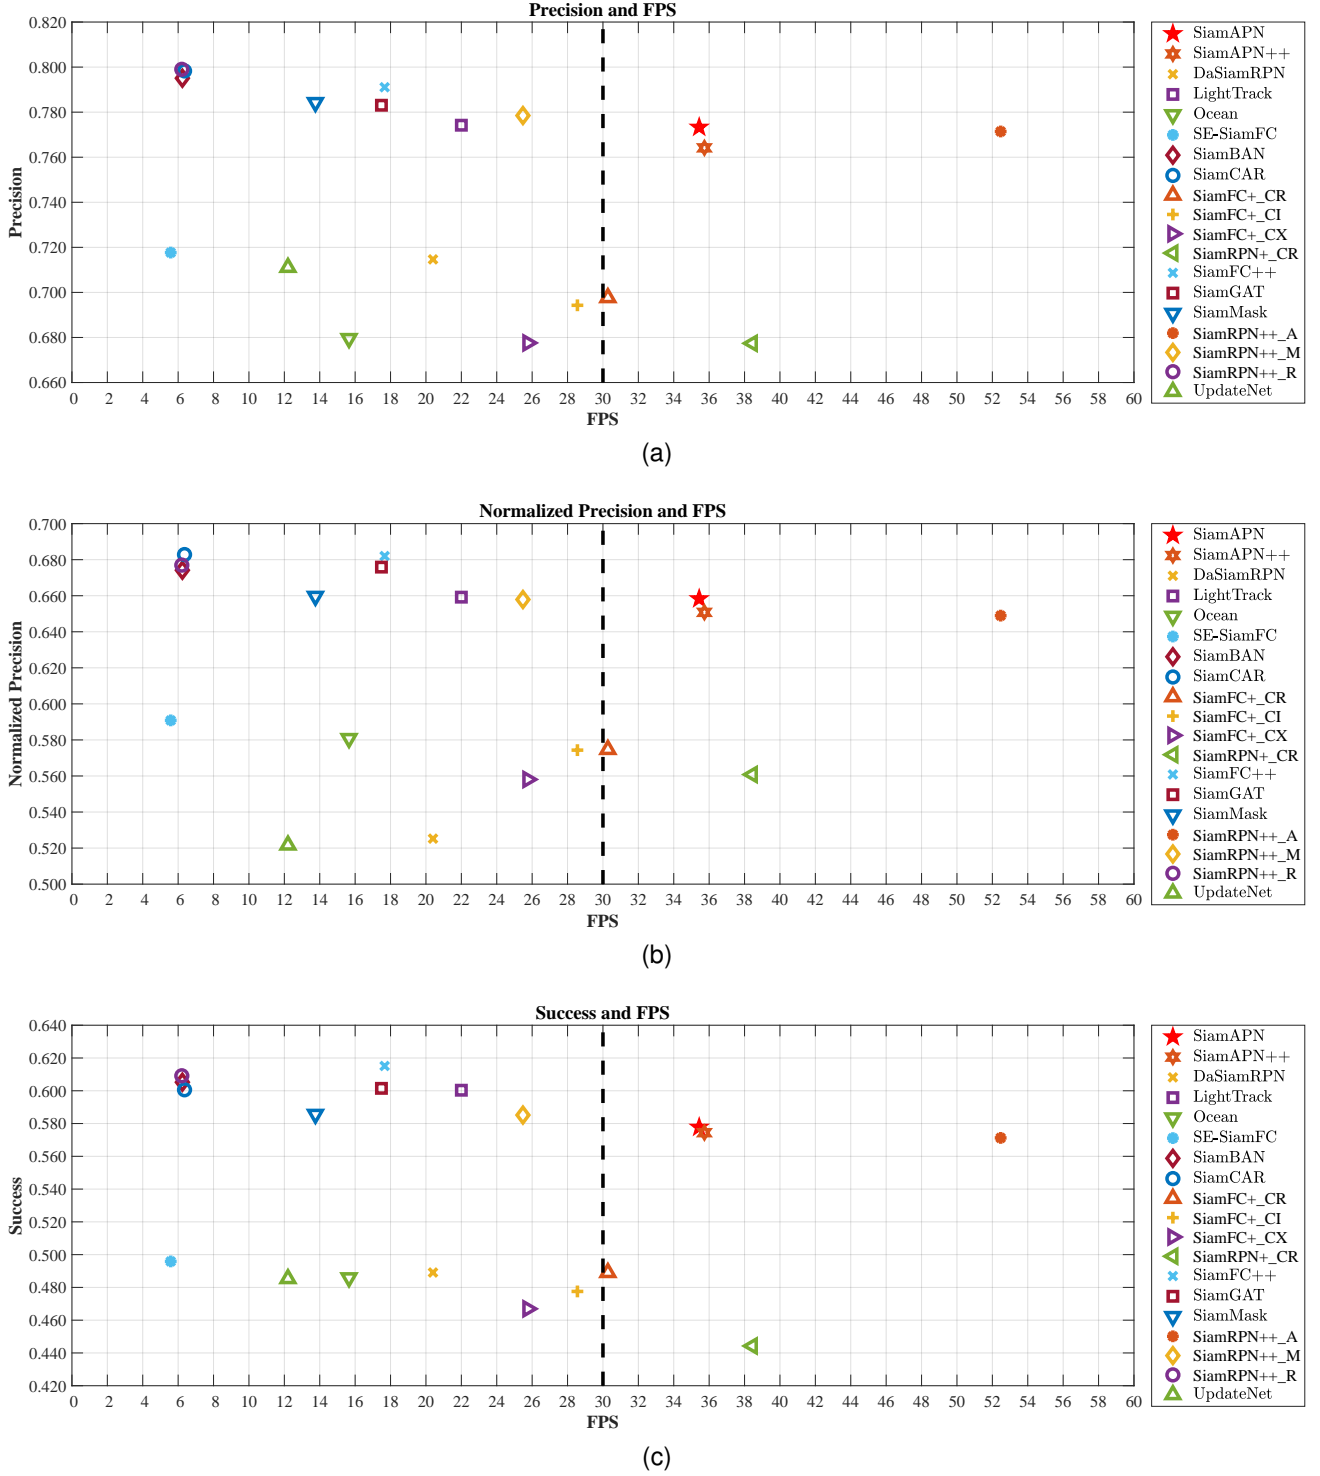 Precision and FPS
0.820
0.800
0.780
0.760
0.740
0.720
0.700
0.680
0.660
Precision
0 2 4 6 8 10 12 14 16 18 20 22 24 26 28 30 32 34 36 38 40 42 44 46 48 50 52 54 56 58 60
FPS
SiamAPN
SiamAPN++
DaSiamRPN
LightTrack
Ocean
SE-SiamFC
SiamBAN
SiamCAR
SiamFC+_CR
SiamFC+_CI
SiamFC+_CX
SiamRPN+_CR
SiamFC++
SiamGAT
SiamMask
SiamRPN++_A
SiamRPN++_M
SiamRPN++_R
UpdateNet
(a)
Normalized Precision and FPS
0.700
0.680
0.660
0.640
0.620
0.600
0.580
0.560
0.540
0.520
0.500
Normalized Precision
0 2 4 6 8 10 12 14 16 18 20 22 24 26 28 30 32 34 36 38 40 42 44 46 48 50 52 54 56 58 60
FPS
SiamAPN
SiamAPN++
DaSiamRPN
LightTrack
Ocean
SE-SiamFC
SiamBAN
SiamCAR
SiamFC+_CR
SiamFC+_CI
SiamFC+_CX
SiamRPN+_CR
SiamFC++
SiamGAT
SiamMask
SiamRPN++_A
SiamRPN++_M
SiamRPN++_R
UpdateNet
(b)
Success and FPS
0.640
0.620
0.600
0.580
0.560
0.540
0.520
0.500
0.480
0.460
0.440
0.420
Success
0 2 4 6 8 10 12 14 16 18 20 22 24 26 28 30 32 34 36 38 40 42 44 46 48 50 52 54 56 58 60
FPS
SiamAPN
SiamAPN++
DaSiamRPN
LightTrack
Ocean
SE-SiamFC
SiamBAN
SiamCAR
SiamFC+_CR
SiamFC+_CI
SiamFC+_CX
SiamRPN+_CR
SiamFC++
SiamGAT
SiamMask
SiamRPN++_A
SiamRPN++_M
SiamRPN++_R
UpdateNet
(c)